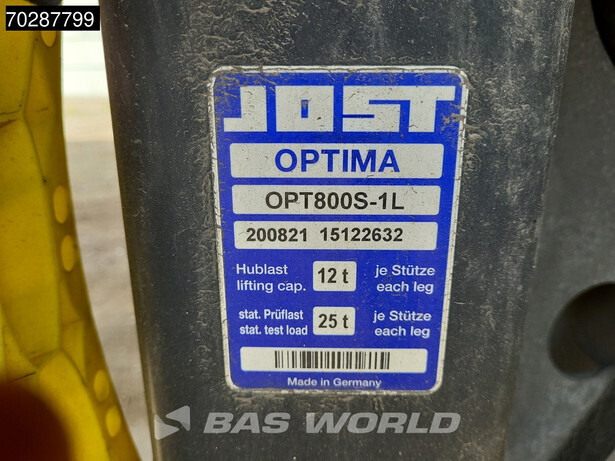 70287799
JOST
OPTIMA
OPT800S-1L
200821 15122632
Hublast 12 t je Stütze
lifting cap. each leg
stat. Prüflast 25 t je Stütze
stat. test load each leg
Made in Germany
BAS WORLD